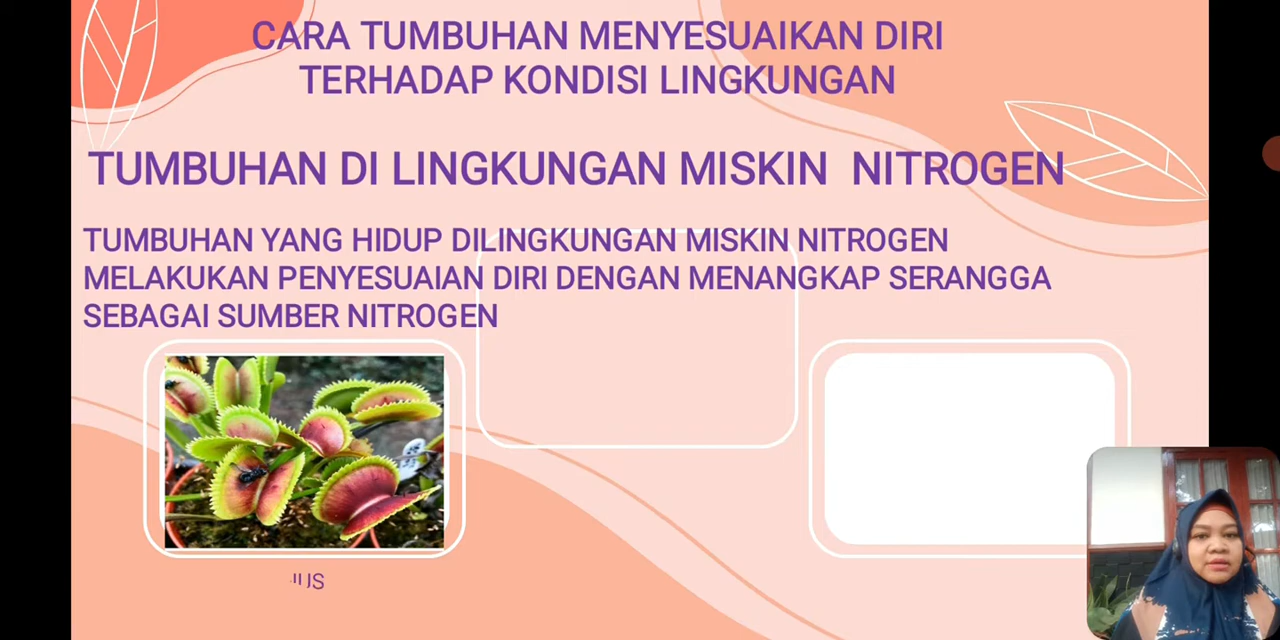 CARA TUMBUHAN MENYESUAIKAN DIRI
TERHADAP KONDISI LINGKUNGAN
TUMBUHAN DI LINGKUNGAN MISKIN NITROGEN
TUMBUHAN YANG HIDUP DILINGKUNGAN MISKIN NITROGEN
MELAKUKAN PENYESUAIAN DIRI DENGAN MENANGKAP SERANGGA
SEBAGAI SUMBER NITROGEN